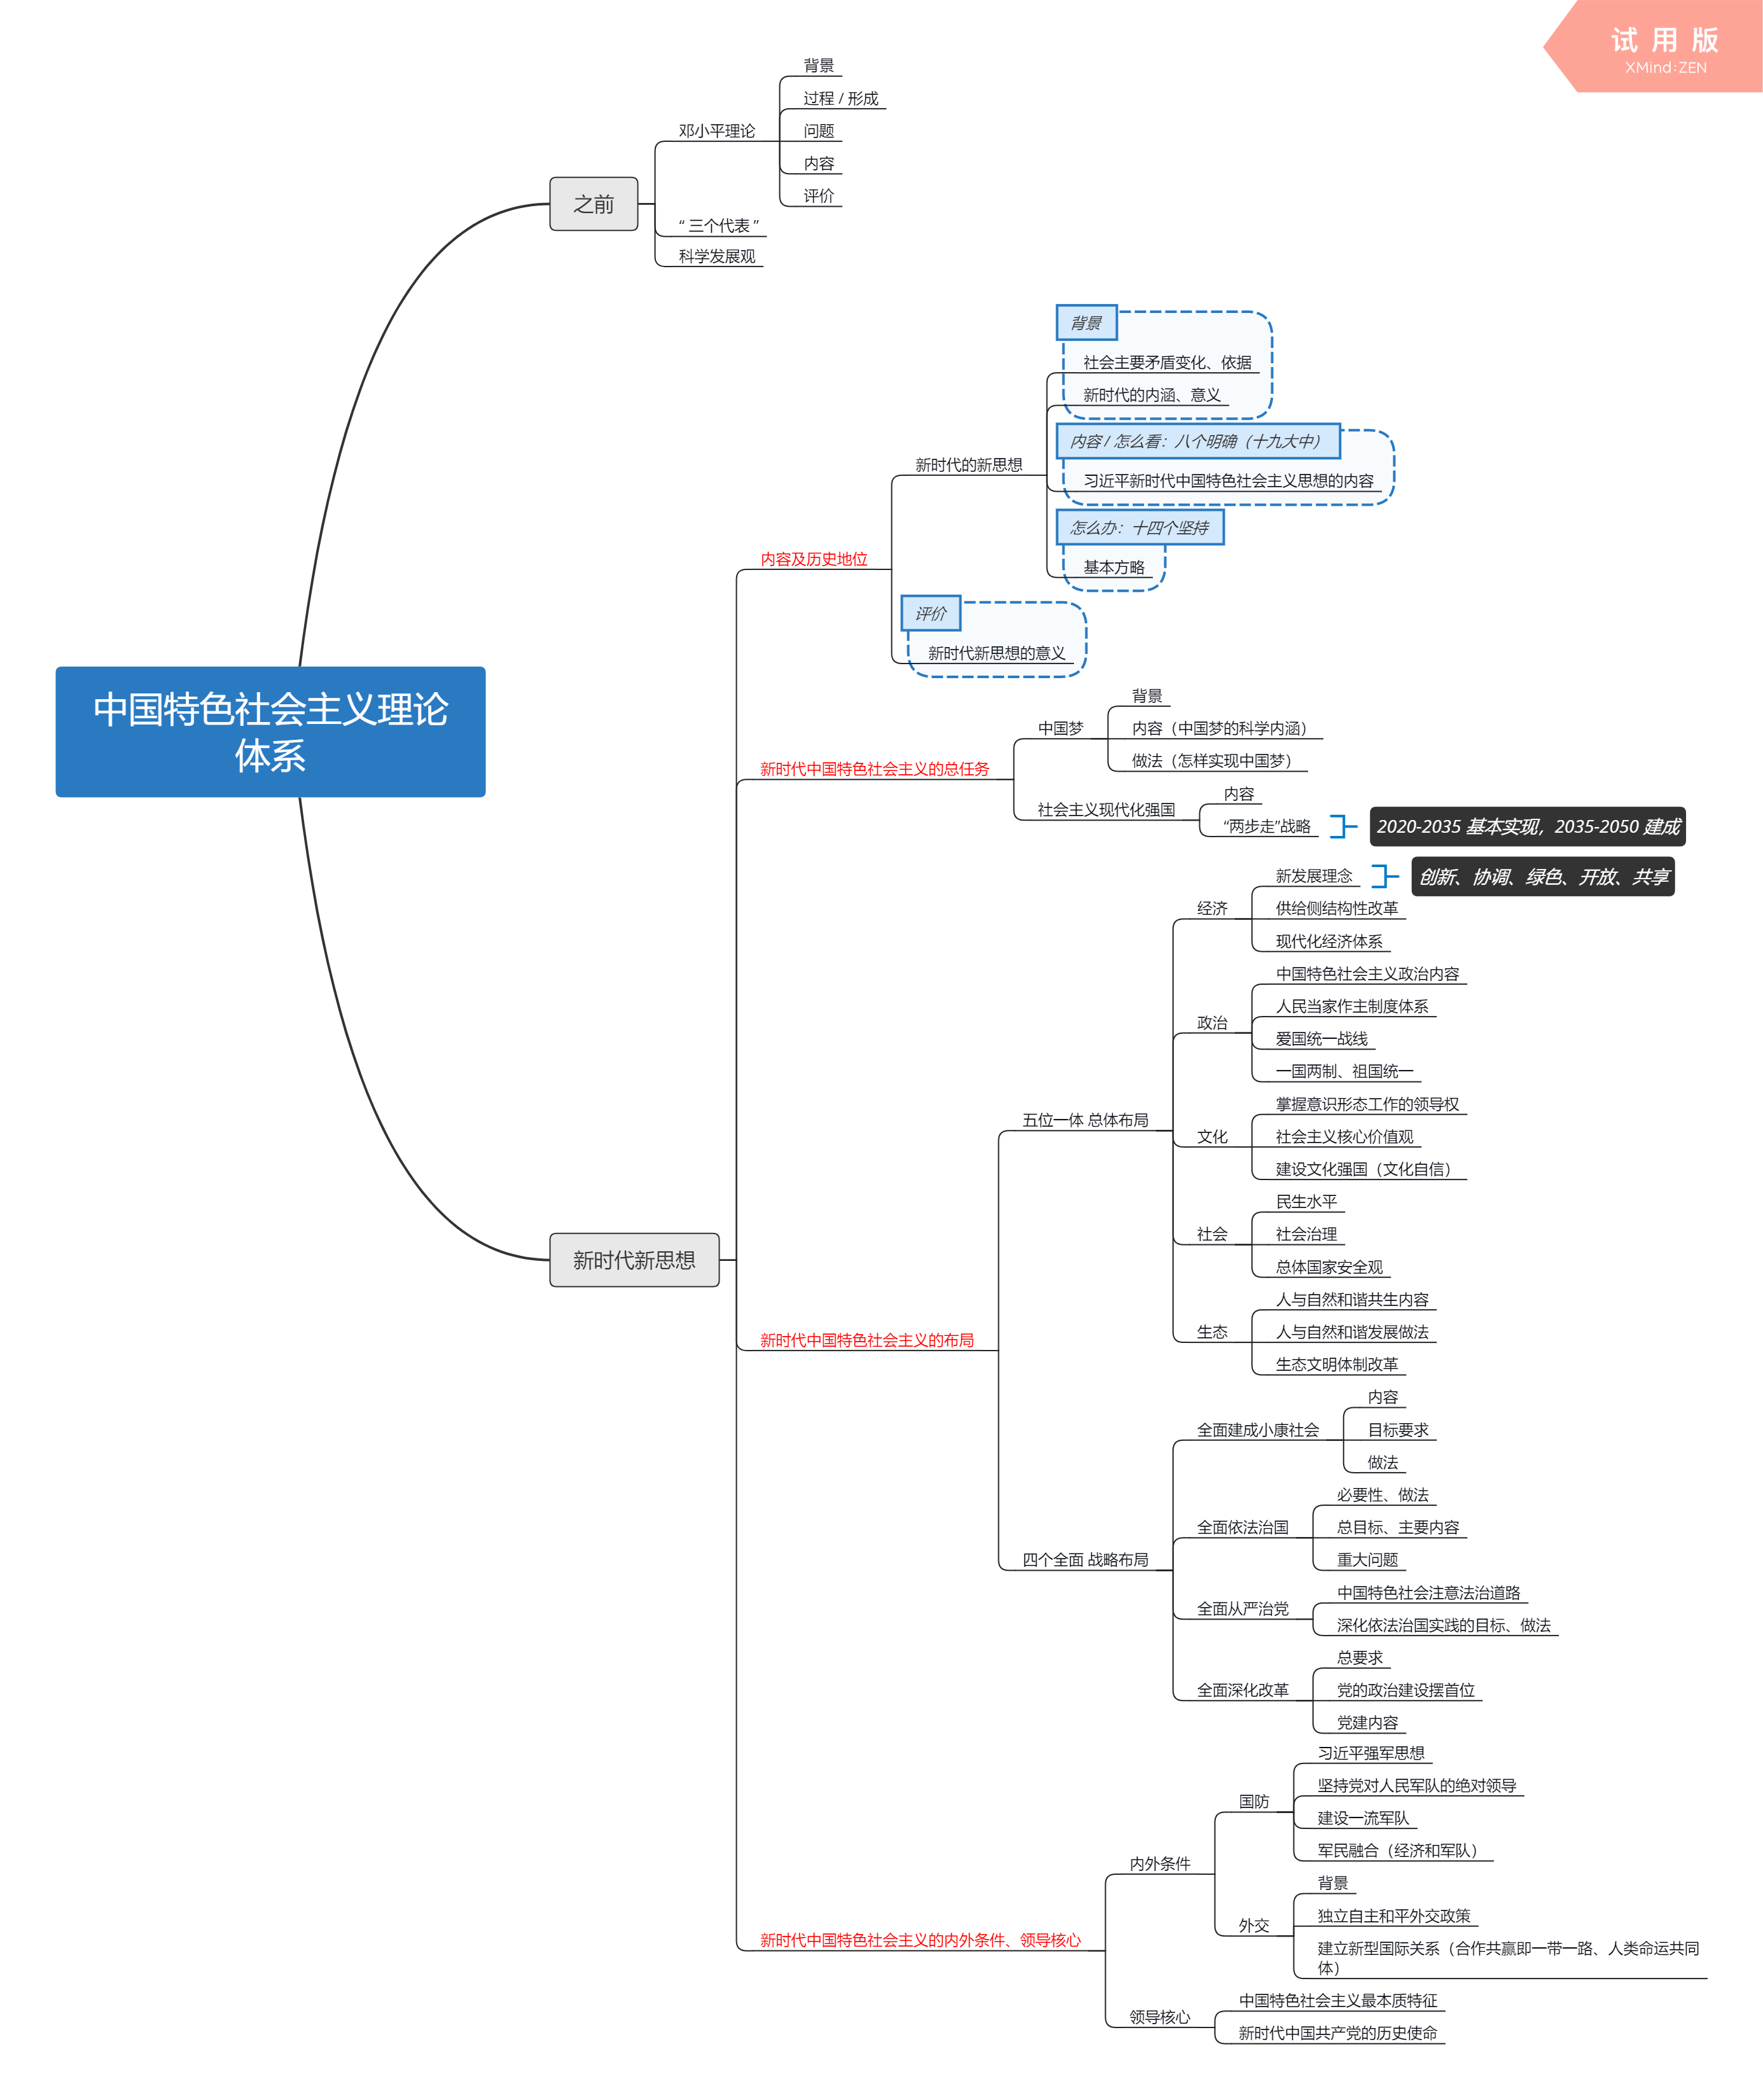 试 用 版
XMind:ZEN
背景
过程 / 形成
邓小平理论
问题
内容
评价
之前
“ 三个代表 ”
科学发展观
背景
社会主要矛盾变化、依据
新时代的内涵、意义
内容 / 怎么看：八个明确（十九大中）
新时代的新思想
习近平新时代中国特色社会主义思想的内容
怎么办：十四个坚持
基本方略
内容及历史地位
评价
新时代新思想的意义
中国特色社会主义理论
体系
背景
中国梦
内容（中国梦的科学内涵）
做法（怎样实现中国梦）
新时代中国特色社会主义的总任务
内容
社会主义现代化强国
“两步走”战略
2020-2035 基本实现，2035-2050 建成
新发展理念
创新、协调、绿色、开放、共享
经济
供给侧结构性改革
现代化经济体系
中国特色社会主义政治内容
人民当家作主制度体系
政治
爱国统一战线
一国两制、祖国统一
五位一体 总体布局
掌握意识形态工作的领导权
文化
社会主义核心价值观
建设文化强国（文化自信）
民生水平
社会
社会治理
总体国家安全观
新时代新思想
人与自然和谐共生内容
生态
人与自然和谐发展做法
生态文明体制改革
新时代中国特色社会主义的布局
内容
全面建成小康社会
目标要求
做法
必要性、做法
全面依法治国
总目标、主要内容
重大问题
四个全面 战略布局
中国特色社会注意法治道路
全面从严治党
深化依法治国实践的目标、做法
总要求
全面深化改革
党的政治建设摆首位
党建内容
习近平强军思想
国防
坚持党对人民军队的绝对领导
建设一流军队
军民融合（经济和军队）
内外条件
背景
外交
独立自主和平外交政策
建立新型国际关系（合作共赢即一带一路、人类命运共同
体）
新时代中国特色社会主义的内外条件、领导核心
中国特色社会主义最本质特征
领导核心
新时代中国共产党的历史使命